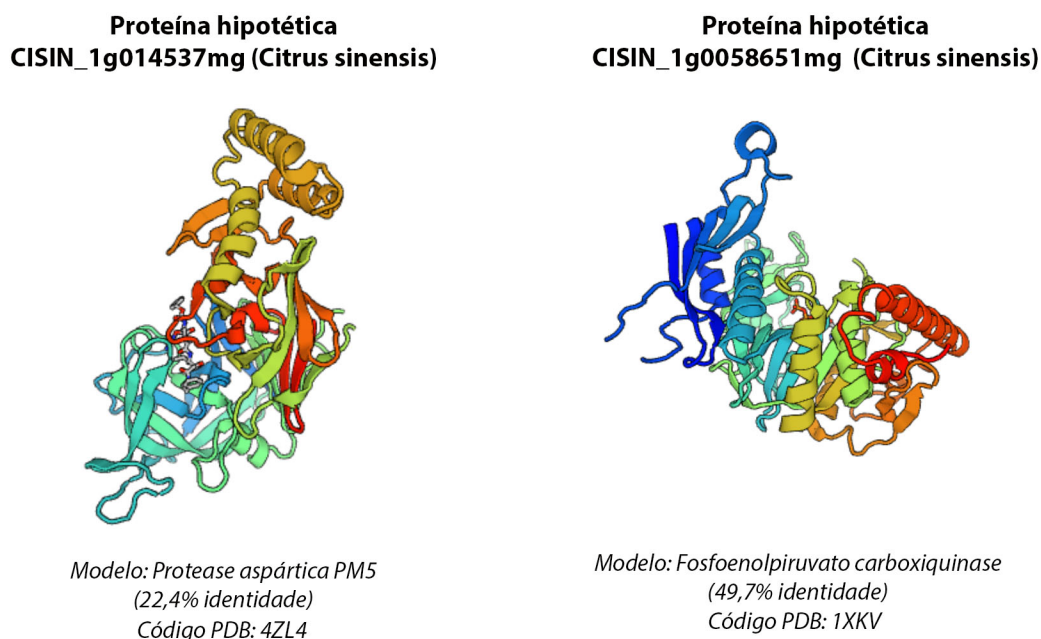 Proteína hipotética
CISIN_1g014537mg (Citrus sinensis)
Modelo: Protease aspártica PM5
(22,4% identidade)
Código PDB: 4ZL4
Proteína hipotética
CISIN_1g0058651mg (Citrus sinensis)
Modelo: Fosfoenolpiruvato carboxiquinase
(49,7% identidade)
Código PDB: 1XKV